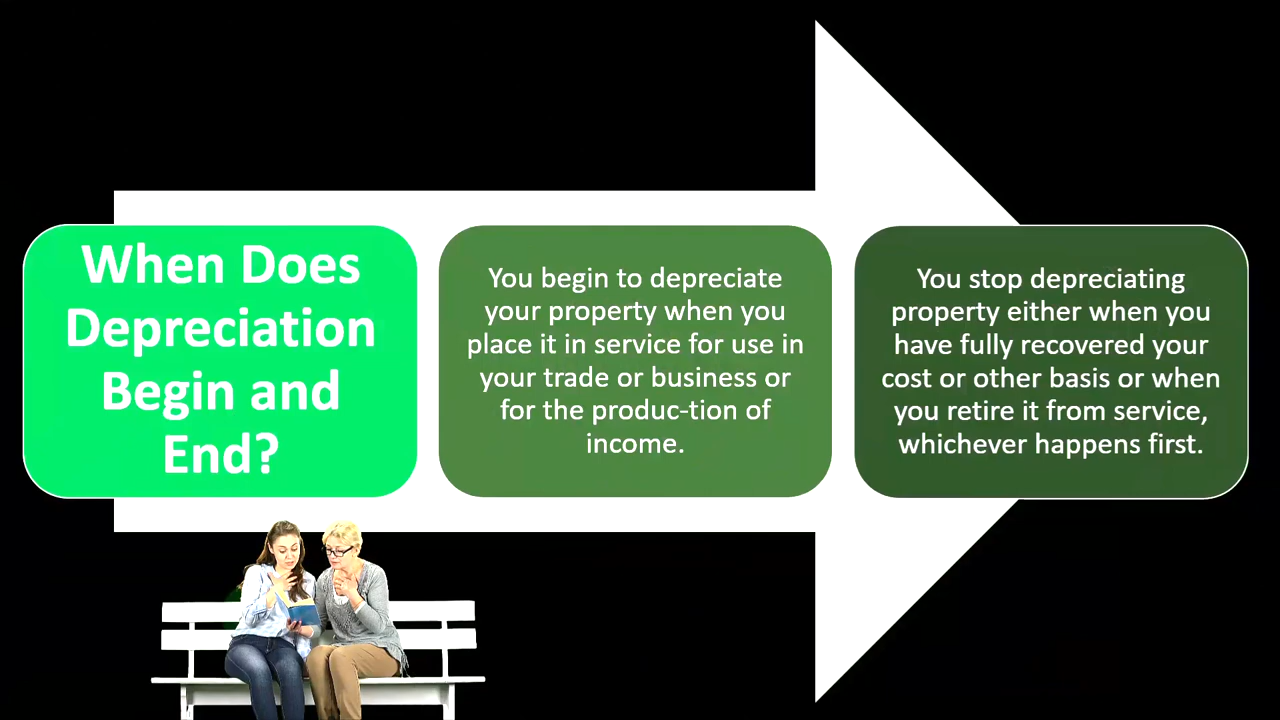 When Does
Depreciation
Begin and
End?
You begin to depreciate
your property when you
place it in service for use in
your trade or business or
for the produc-tion of
income.
You stop depreciating
property either when you
have fully recovered your
cost or other basis or when
you retire it from service,
whichever happens first.